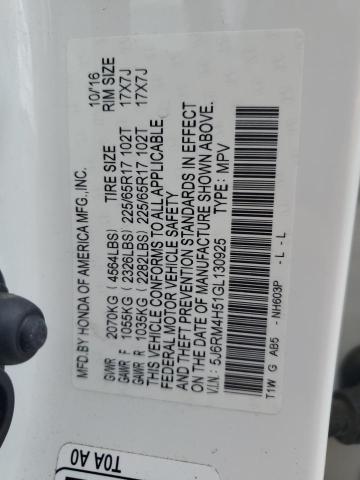 MFD.BY HONDA OF AMERICA MFG.,INC. 10/16
TIRE SIZE RIM SIZE
GVWR 2070KG ( 4564LBS)
GAWR F 1055KG ( 2326LBS) 225/65R17 102T 17X7J
GAWR R 1035KG ( 2282LBS) 225/65R17 102T 17X7J
THIS VEHICLE CONFORMS TO ALL APPLICABLE
FEDERAL MOTOR VEHICLE SAFETY
AND THEFT PREVENTION STANDARDS IN EFFECT
ON THE DATE OF MANUFACTURE SHOWN ABOVE.
V.I.N.: 5J6RM4H51GL130925 TYPE: MPV
T1W G AB5 - NH603P - L - L
T0A A0